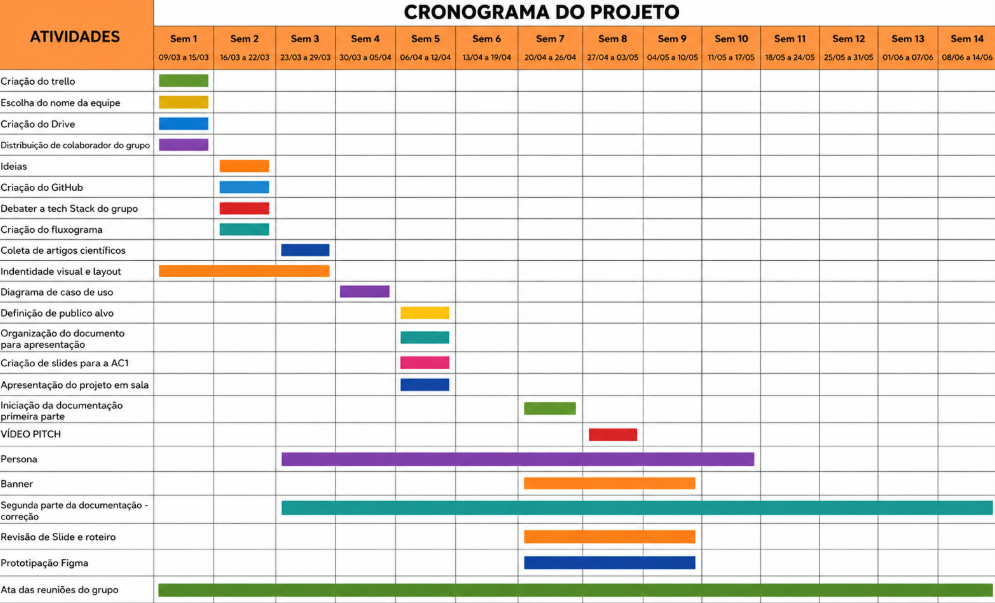 CRONOGRAMA DO PROJETO
ATIVIDADES
Sem 1 Sem 2 Sem 3 Sem 4 Sem 5 Sem 6 Sem 7 Sem 8 Sem 9 Sem 10 Sem 11 Sem 12 Sem 13 Sem 14
09/03 a 15/03 16/03 a 22/03 23/03 a 29/03 30/03 a 05/04 06/04 a 12/04 13/04 a 19/04 20/04 a 26/04 27/04 a 03/05 04/05 a 10/05 11/05 a 17/05 18/05 a 24/05 25/05 a 31/05 01/06 a 07/06 08/06 a 14/06
Criação do trello
Escolha do nome da equipe
Criação do Drive
Distribuição de colaborador do grupo
Ideias
Criação do GitHub
Debater a tech Stack do grupo
Criação do fluxograma
Coleta de artigos científicos
Indentidade visual e layout
Diagrama de caso de uso
Definição de publico alvo
Organização do documento
para apresentação
Criação de slides para a AC1
Apresentação do projeto em sala
Iniciação da documentação
primeira parte
VÍDEO PITCH
Persona
Banner
Segunda parte da documentação -
correção
Revisão de Slide e roteiro
Prototipação Figma
Ata das reuniões do grupo